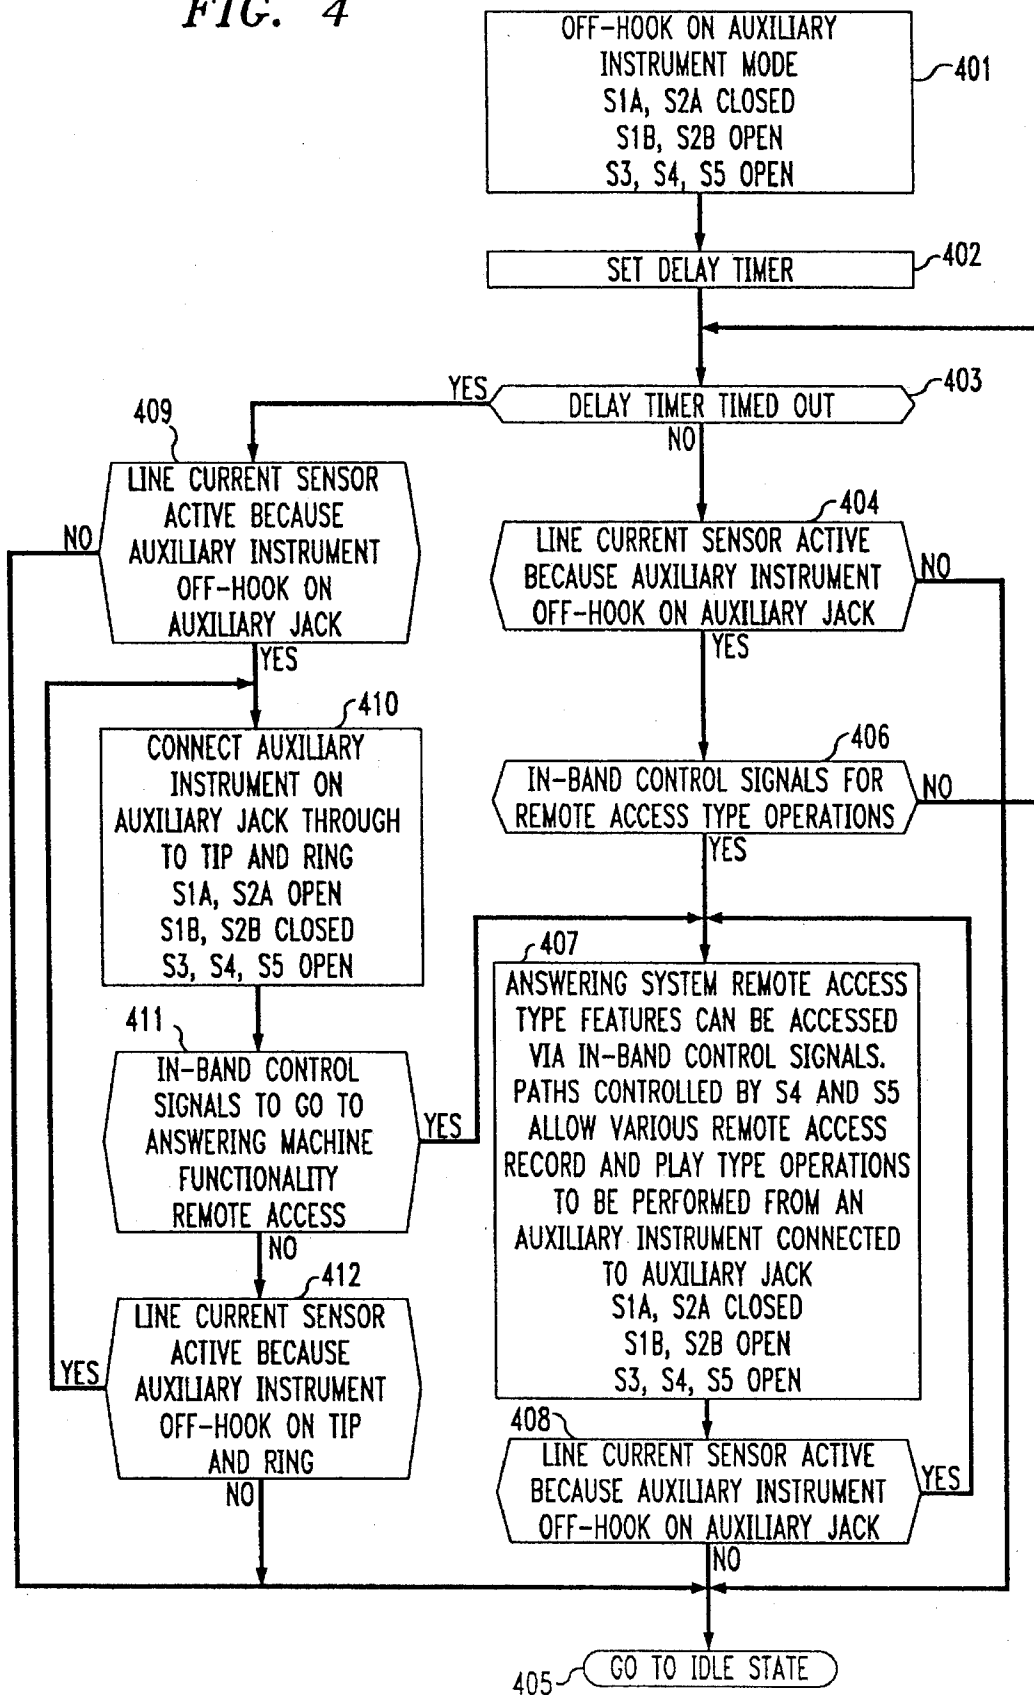 FIG. 4
OFF-HOOK ON AUXILIARY
INSTRUMENT MODE
S1A, S2A CLOSED
S1B, S2B OPEN
S3, S4, S5 OPEN
401
SET DELAY TIMER
402
DELAY TIMER TIMED OUT
403
YES
NO
409
LINE CURRENT SENSOR
ACTIVE BECAUSE
AUXILIARY INSTRUMENT
OFF-HOOK ON
AUXILIARY JACK
NO
YES
404
LINE CURRENT SENSOR ACTIVE
BECAUSE AUXILIARY INSTRUMENT
OFF-HOOK ON AUXILIARY JACK
NO
YES
410
CONNECT AUXILIARY
INSTRUMENT ON
AUXILIARY JACK THROUGH
TO TIP AND RING
S1A, S2A OPEN
S1B, S2B CLOSED
S3, S4, S5 OPEN
406
IN-BAND CONTROL SIGNALS FOR
REMOTE ACCESS TYPE OPERATIONS
NO
YES
411
IN-BAND CONTROL
SIGNALS TO GO TO
ANSWERING MACHINE
FUNCTIONALITY
REMOTE ACCESS
YES
NO
407
ANSWERING SYSTEM REMOTE ACCESS
TYPE FEATURES CAN BE ACCESSED
VIA IN-BAND CONTROL SIGNALS.
PATHS CONTROLLED BY S4 AND S5
ALLOW VARIOUS REMOTE ACCESS
RECORD AND PLAY TYPE OPERATIONS
TO BE PERFORMED FROM AN
AUXILIARY INSTRUMENT CONNECTED
TO AUXILIARY JACK
S1A, S2A CLOSED
S1B, S2B OPEN
S3, S4, S5 OPEN
412
LINE CURRENT SENSOR
ACTIVE BECAUSE
AUXILIARY INSTRUMENT
OFF-HOOK ON TIP
AND RING
YES
NO
408
LINE CURRENT SENSOR ACTIVE
BECAUSE AUXILIARY INSTRUMENT
OFF-HOOK ON AUXILIARY JACK
YES
NO
405
GO TO IDLE STATE